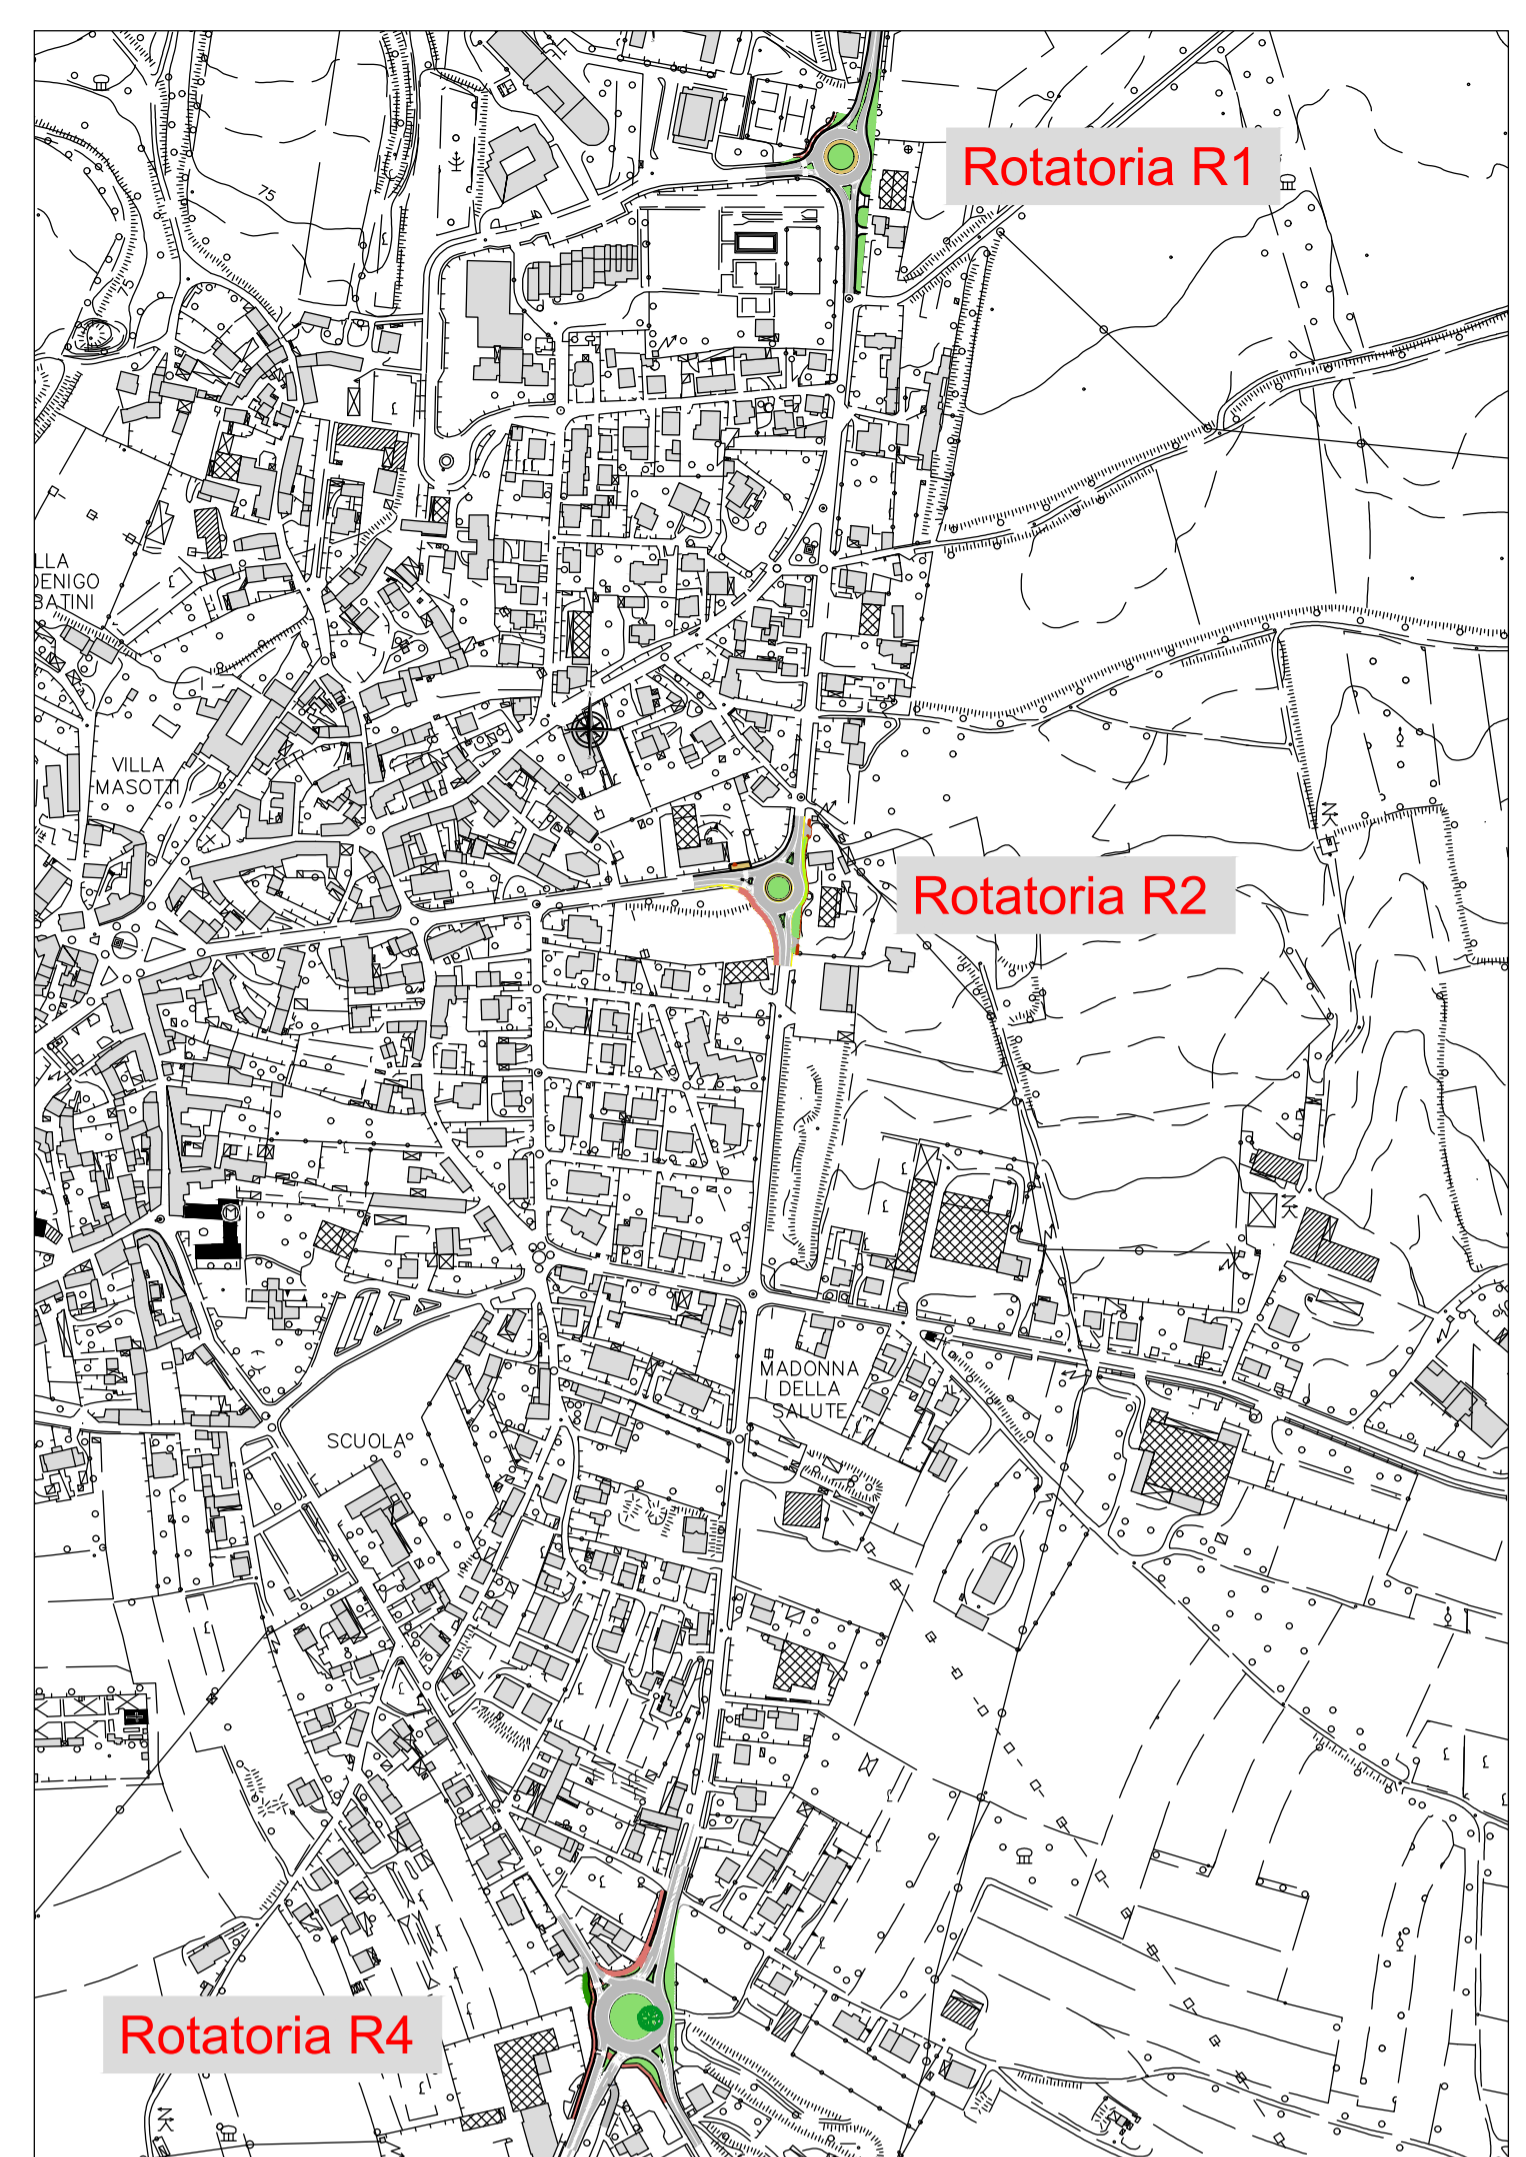 Rotatoria R1
75
75
LLA
DENIGO
BATINI
VILLA
MASOTTI
Rotatoria R2
MADONNA
DELLA
SALUTE
SCUOLA
Rotatoria R4